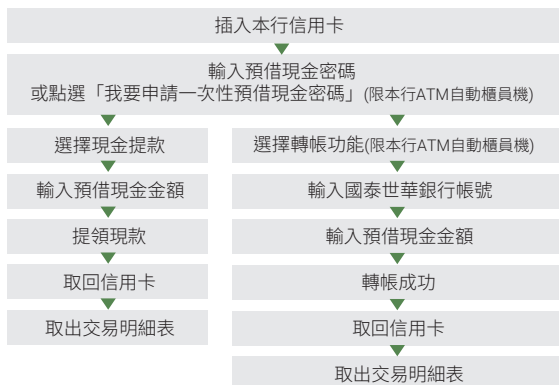 插入本行信用卡
輸入預借現金密碼
或點選「我要申請一次性預借現金密碼」(限本行ATM自動櫃員機)
選擇現金提款
輸入預借現金金額
提領現款
取回信用卡
取出交易明細表
選擇轉帳功能(限本行ATM自動櫃員機)
輸入國泰世華銀行帳號
輸入預借現金金額
轉帳成功
取回信用卡
取出交易明細表